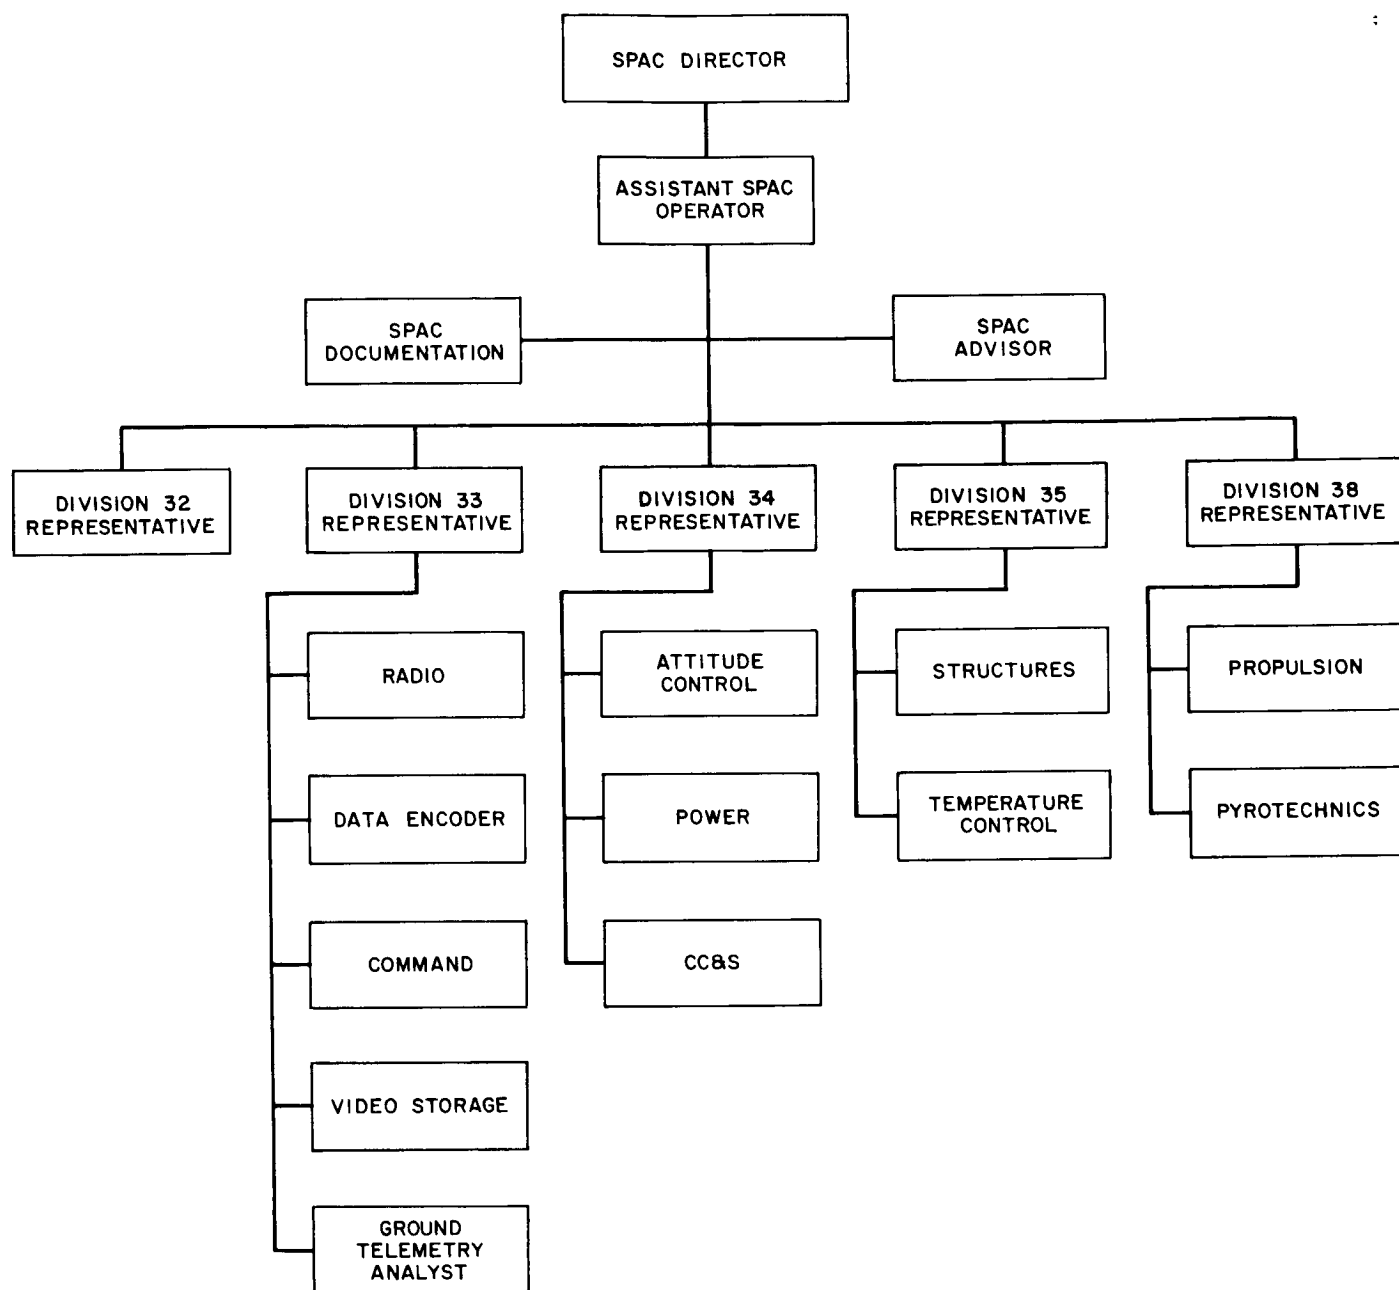 SPAC DIRECTOR
ASSISTANT SPAC
OPERATOR
SPAC
DOCUMENTATION
SPAC
ADVISOR
DIVISION 32
REPRESENTATIVE
DIVISION 33
REPRESENTATIVE
DIVISION 34
REPRESENTATIVE
DIVISION 35
REPRESENTATIVE
DIVISION 38
REPRESENTATIVE
RADIO
DATA ENCODER
COMMAND
VIDEO STORAGE
GROUND
TELEMETRY
ANALYST
ATTITUDE
CONTROL
POWER
CC&S
STRUCTURES
TEMPERATURE
CONTROL
PROPULSION
PYROTECHNICS